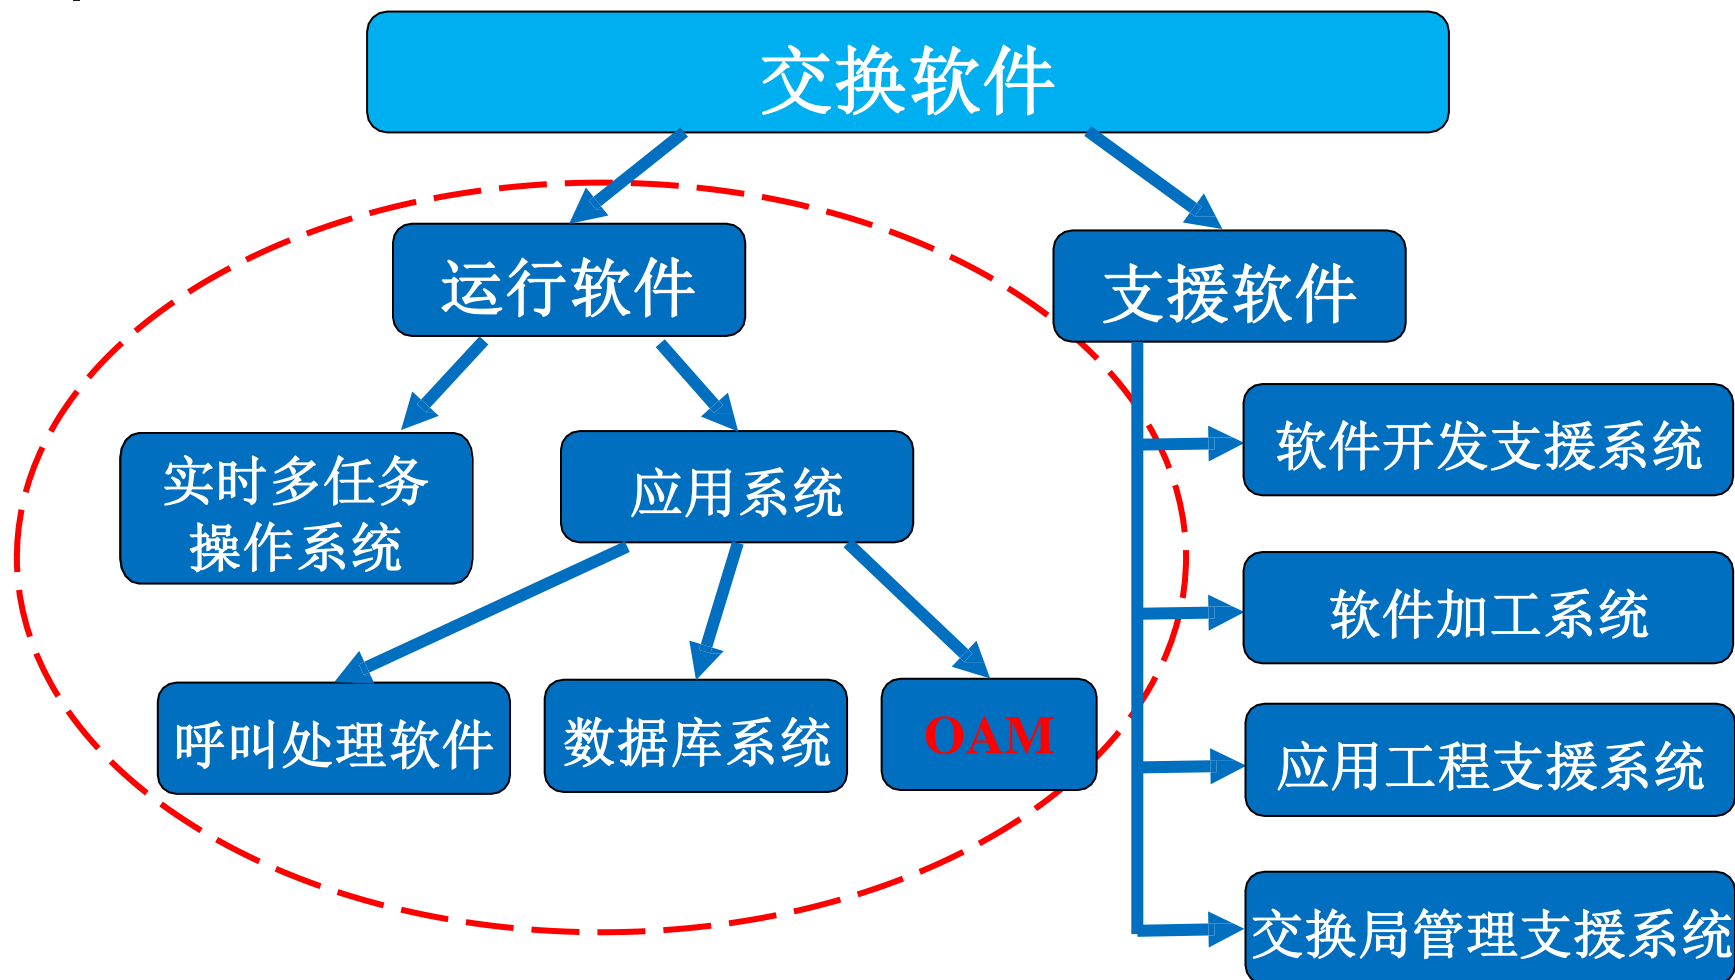 交换软件
运行软件
支援软件
实时多任务
操作系统
应用系统
软件开发支援系统
软件加工系统
呼叫处理软件
数据库系统
OAM
应用工程支援系统
交换局管理支援系统